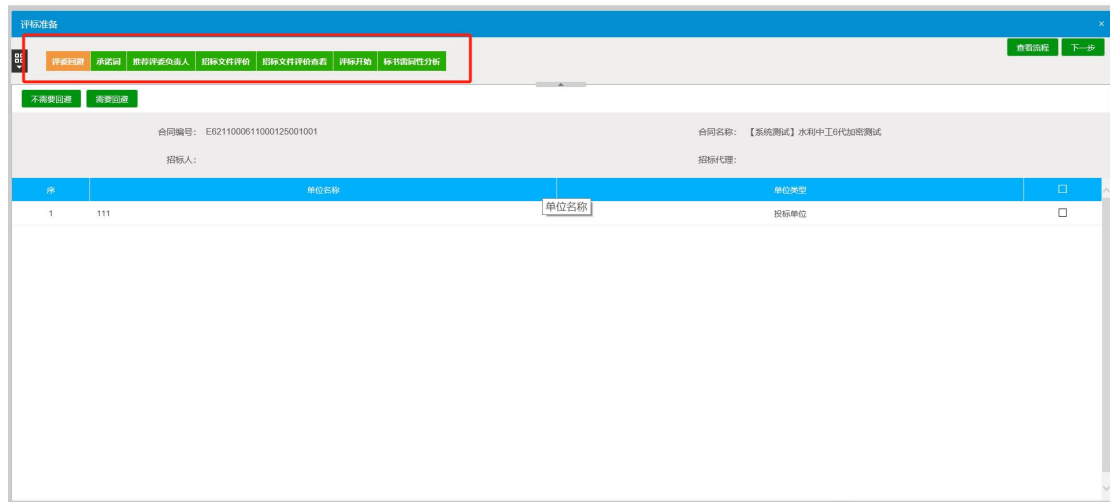 评标准备 ×
查看流程 下一步
评委回避 承诺词 推荐评委负责人 招标文件评价 招标文件评价查看 评标开始 标书雷同性分析
不需要回避 需要回避
合同编号: E6211000611000125001001 合同名称: 【系统测试】水利中工6代加密测试
招标人: 招标代理:
序 单位名称 单位类型
单位名称
1 111 投标单位